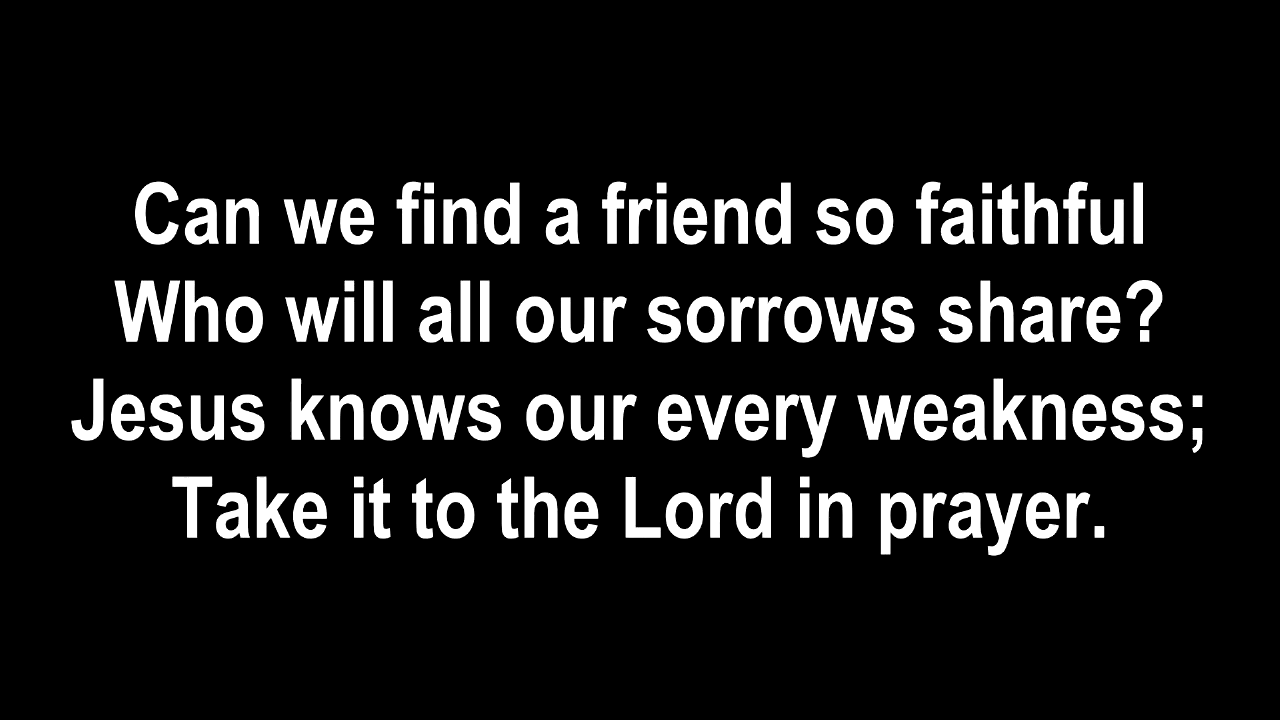 Can we find a friend so faithful
Who will all our sorrows share?
Jesus knows our every weakness;
Take it to the Lord in prayer.